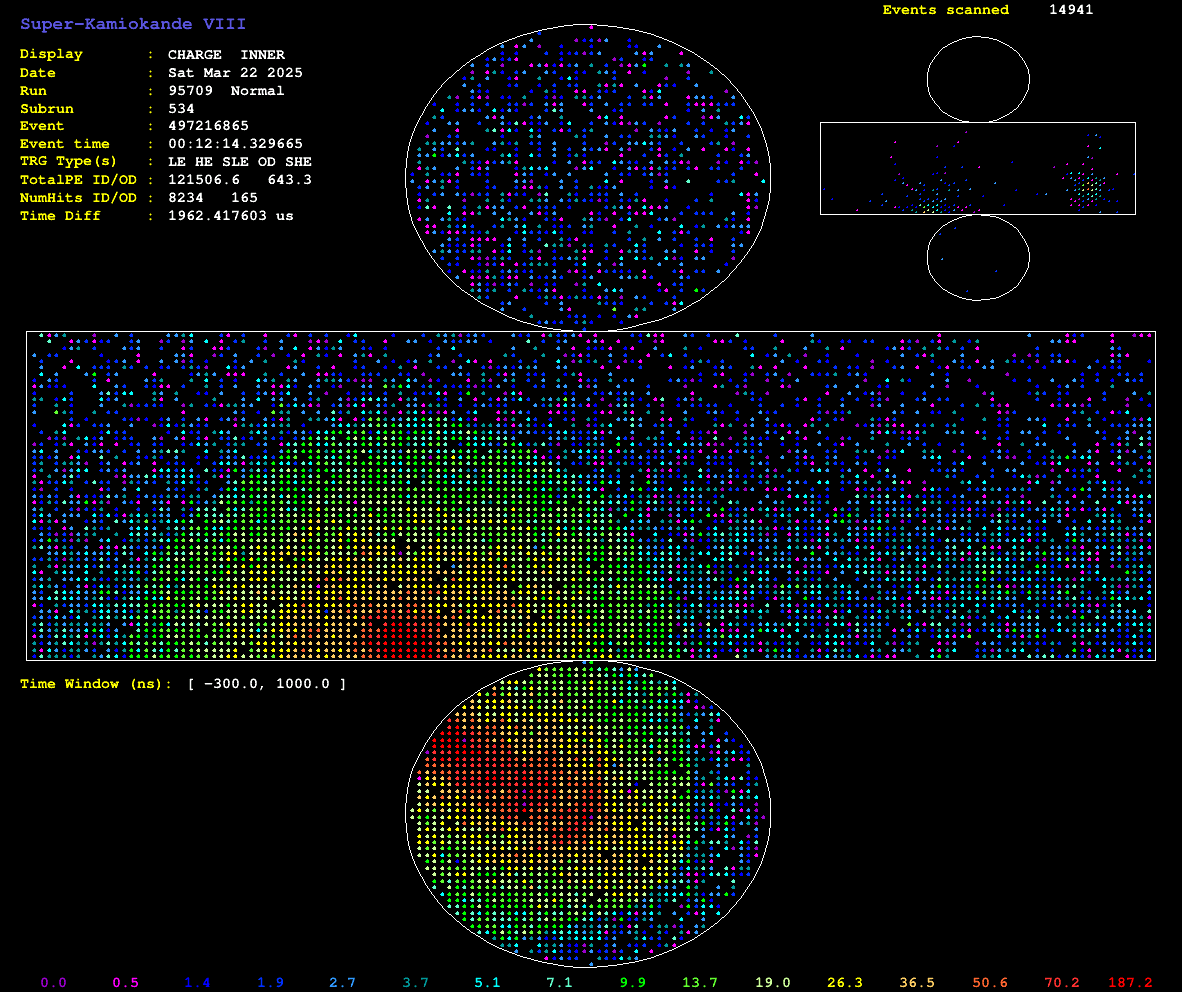 Events scanned 14941
Super-Kamiokande VIII
Display : CHARGE INNER
Date : Sat Mar 22 2025
Run : 95709 Normal
Subrun : 534
Event : 497216865
Event time : 00:12:14.329665
TRG Type(s) : LE HE SLE OD SHE
TotalPE ID/OD : 121506.6 643.3
NumHits ID/OD : 8234 165
Time Diff : 1962.417603 us
Time Window (ns): [ −300.0, 1000.0 ]
0.0 0.5 1.4 1.9 2.7 3.7 5.1 7.1 9.9 13.7 19.0 26.3 36.5 50.6 70.2 187.2